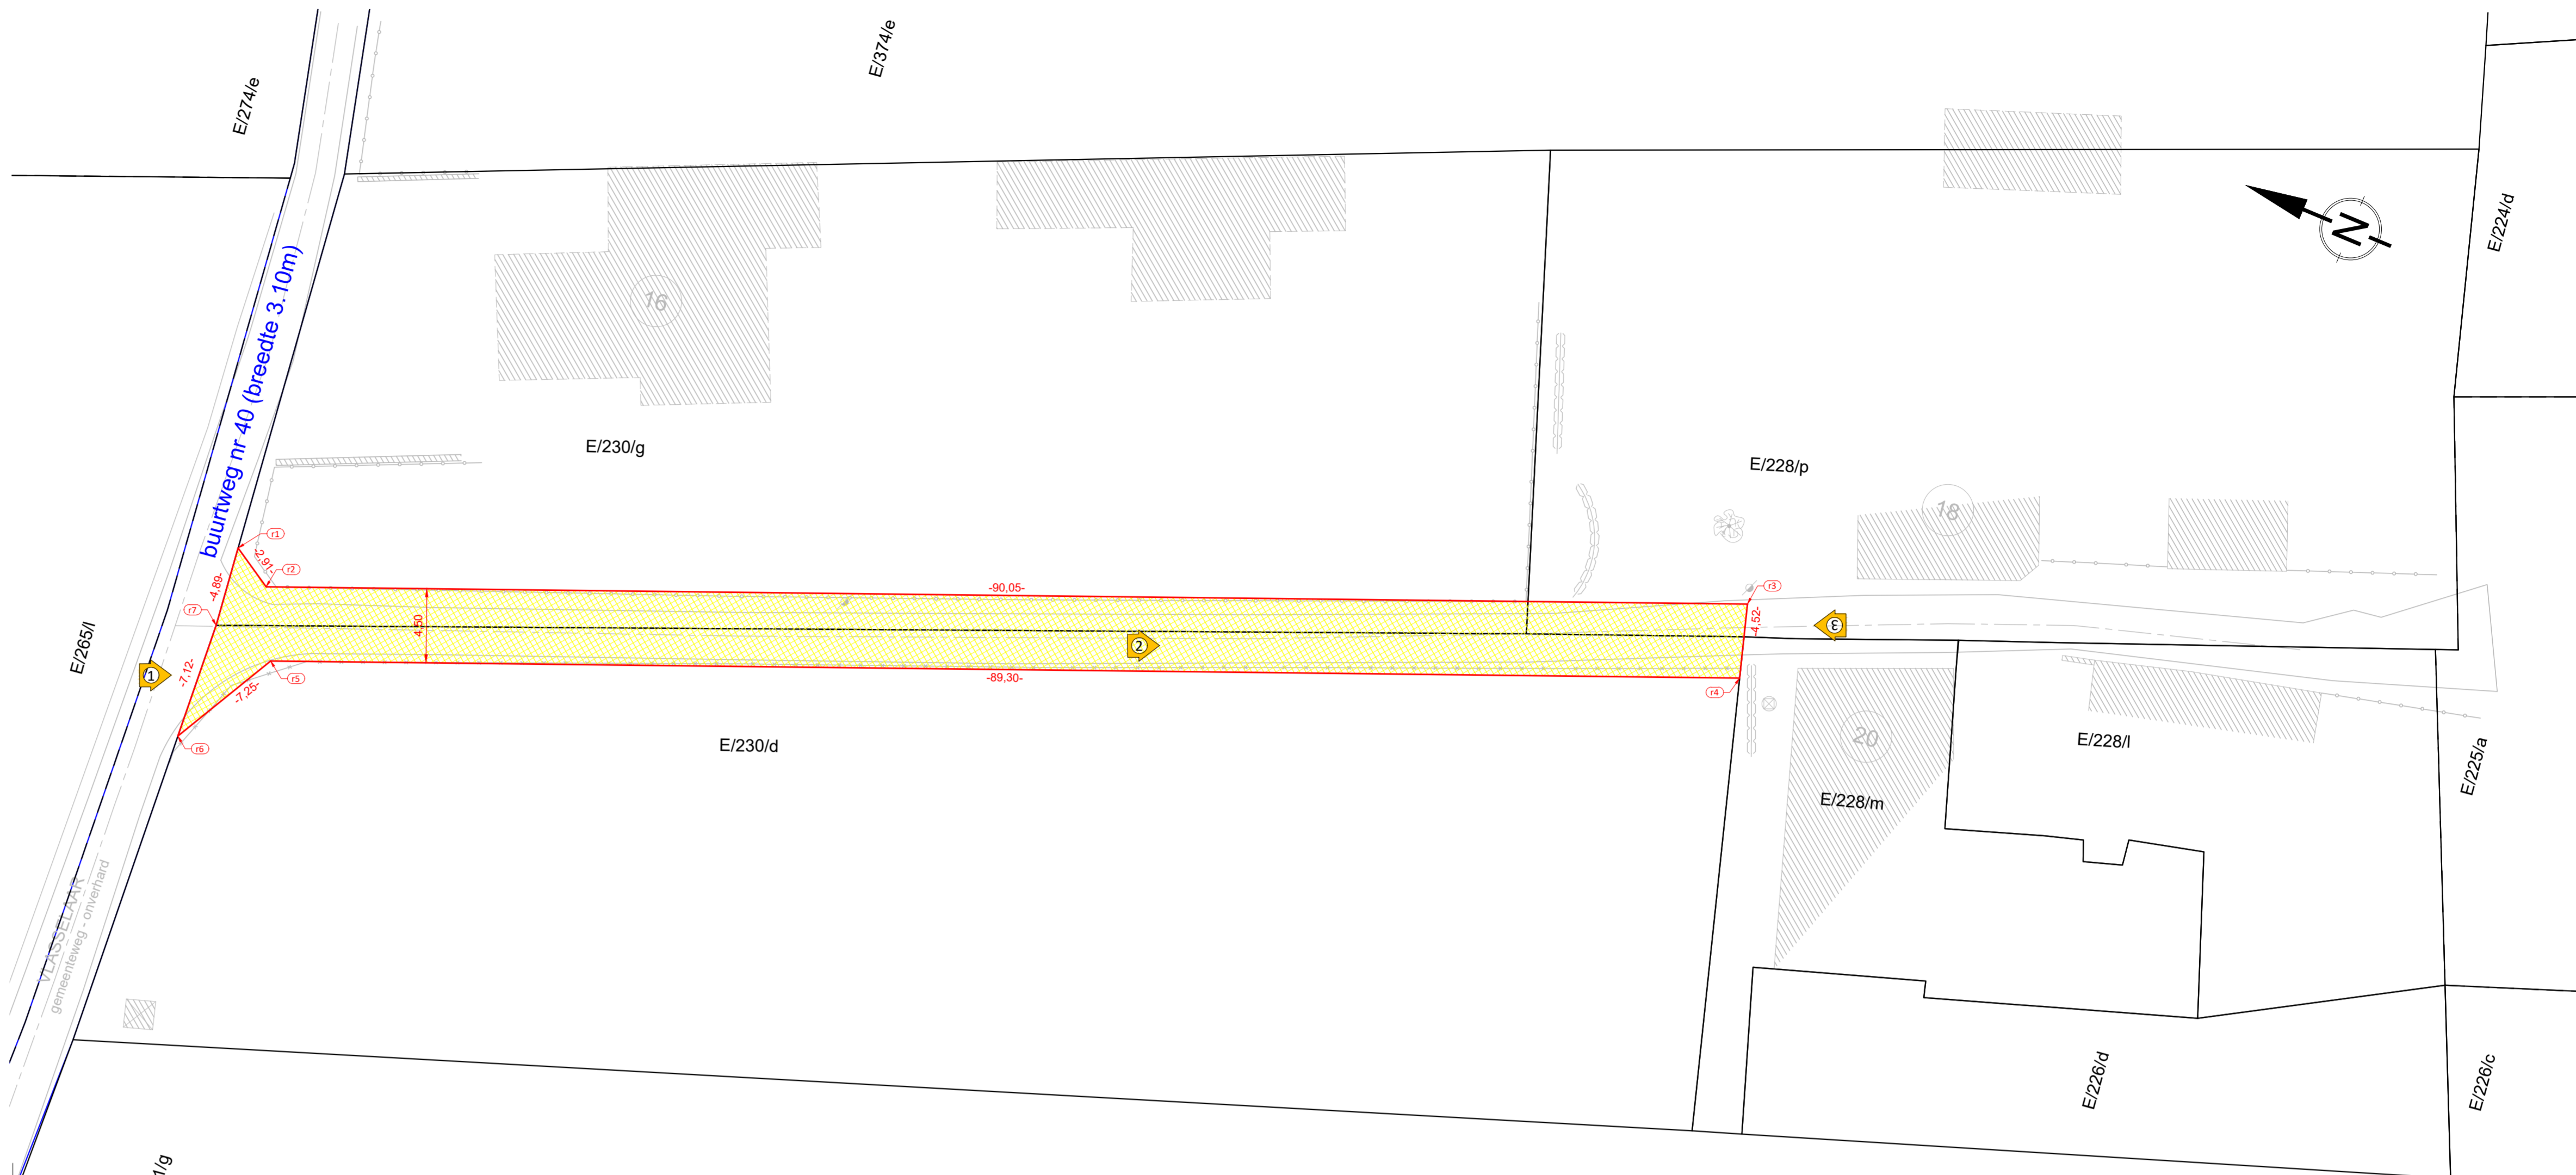 E/274/e
E/374/e
E/224/d
N
buurtweg nr 40 (breedte 3.10m)
16
E/230/g
E/228/p
18
r1
-2,91-
r2
-4,89-
-90,05-
r3
r7
4,50
-4,52-
3
2
E/265/l
1
-7,12-
r5
-7,25-
-89,30-
r4
r6
E/230/d
20
E/228/m
E/228/l
E/225/a
VLASSELAAR
gemeenteweg - onverhard
E/226/d
E/226/c
1/g